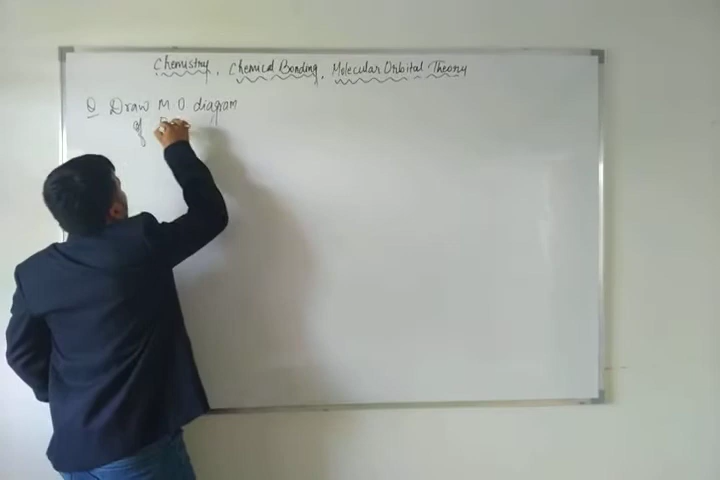 Chemistry, Chemical Bonding, Molecular Orbital Theory
Q Draw M O diagram
of